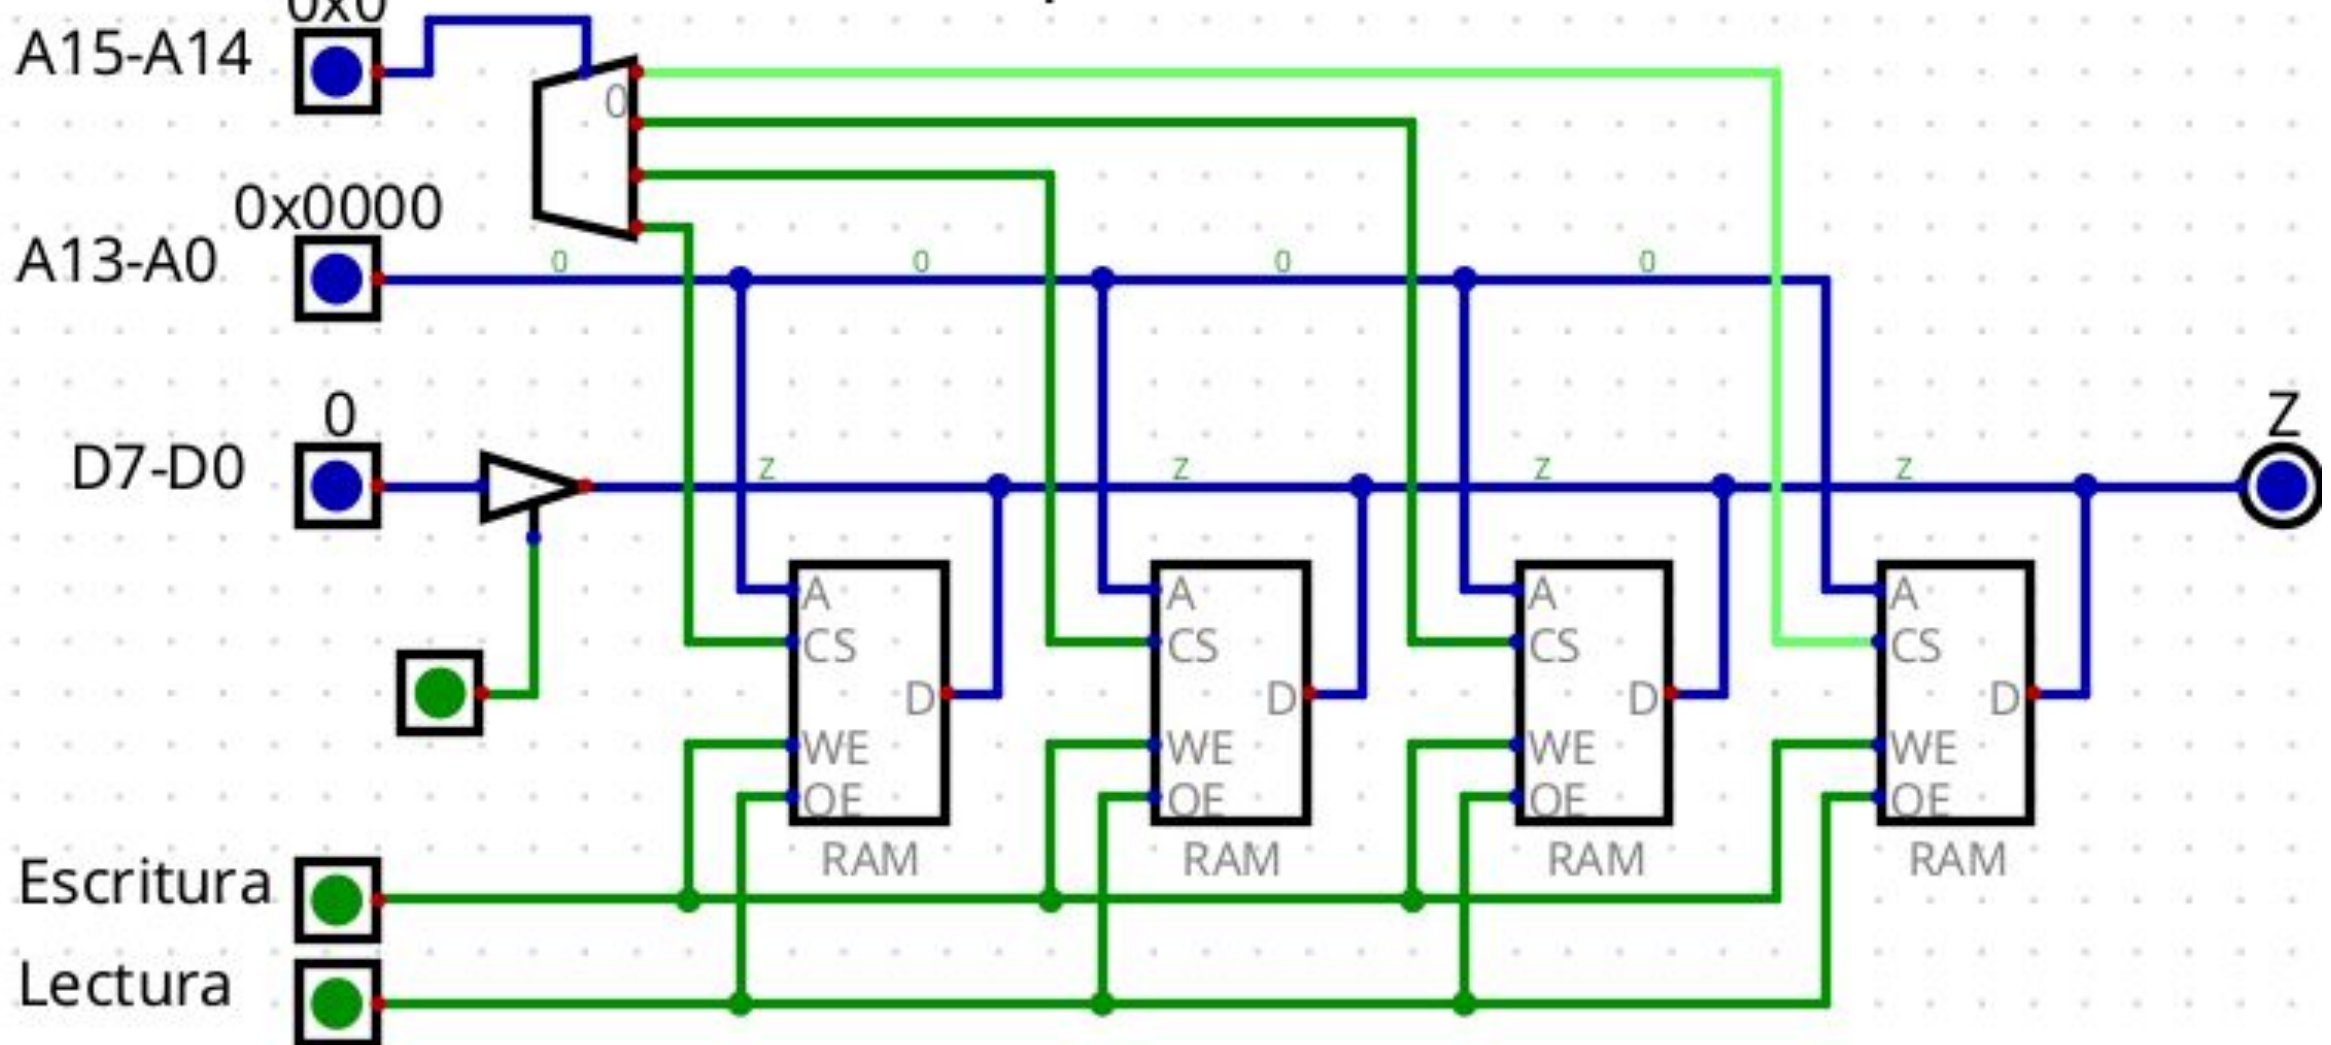 0x0
A15-A14
0
0x0000
A13-A0
0 0 0 0
0
D7-D0
Z Z Z Z
Z
A A A A
CS CS CS CS
D D D D
WE WE WE WE
OE OE OE OE
RAM RAM RAM RAM
Escritura
Lectura